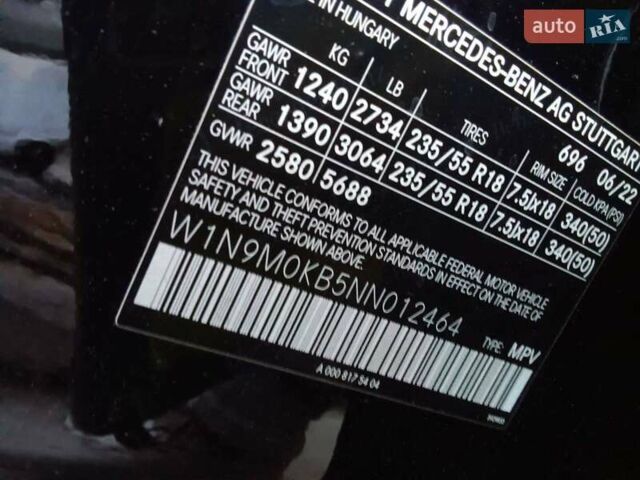 auto RIA.com
Y MERCEDES-BENZ AG STUTTGART
IN HUNGARY
696 06/22
KG LB TIRES RIM SIZE COLD KPA (PSI)
GAWR FRONT 1240 2734 235/55 R18 7.5Jx18 340(50)
GAWR REAR 1390 3064 235/55 R18 7.5Jx18 340(50)
GVWR 2580 5688
THIS VEHICLE CONFORMS TO ALL APPLICABLE FEDERAL MOTOR VEHICLE
SAFETY AND THEFT PREVENTION STANDARDS IN EFFECT ON THE DATE OF
MANUFACTURE SHOWN ABOVE.
W1N9M0KB5NN012464
TYPE: MPV
A 000 817 34 04